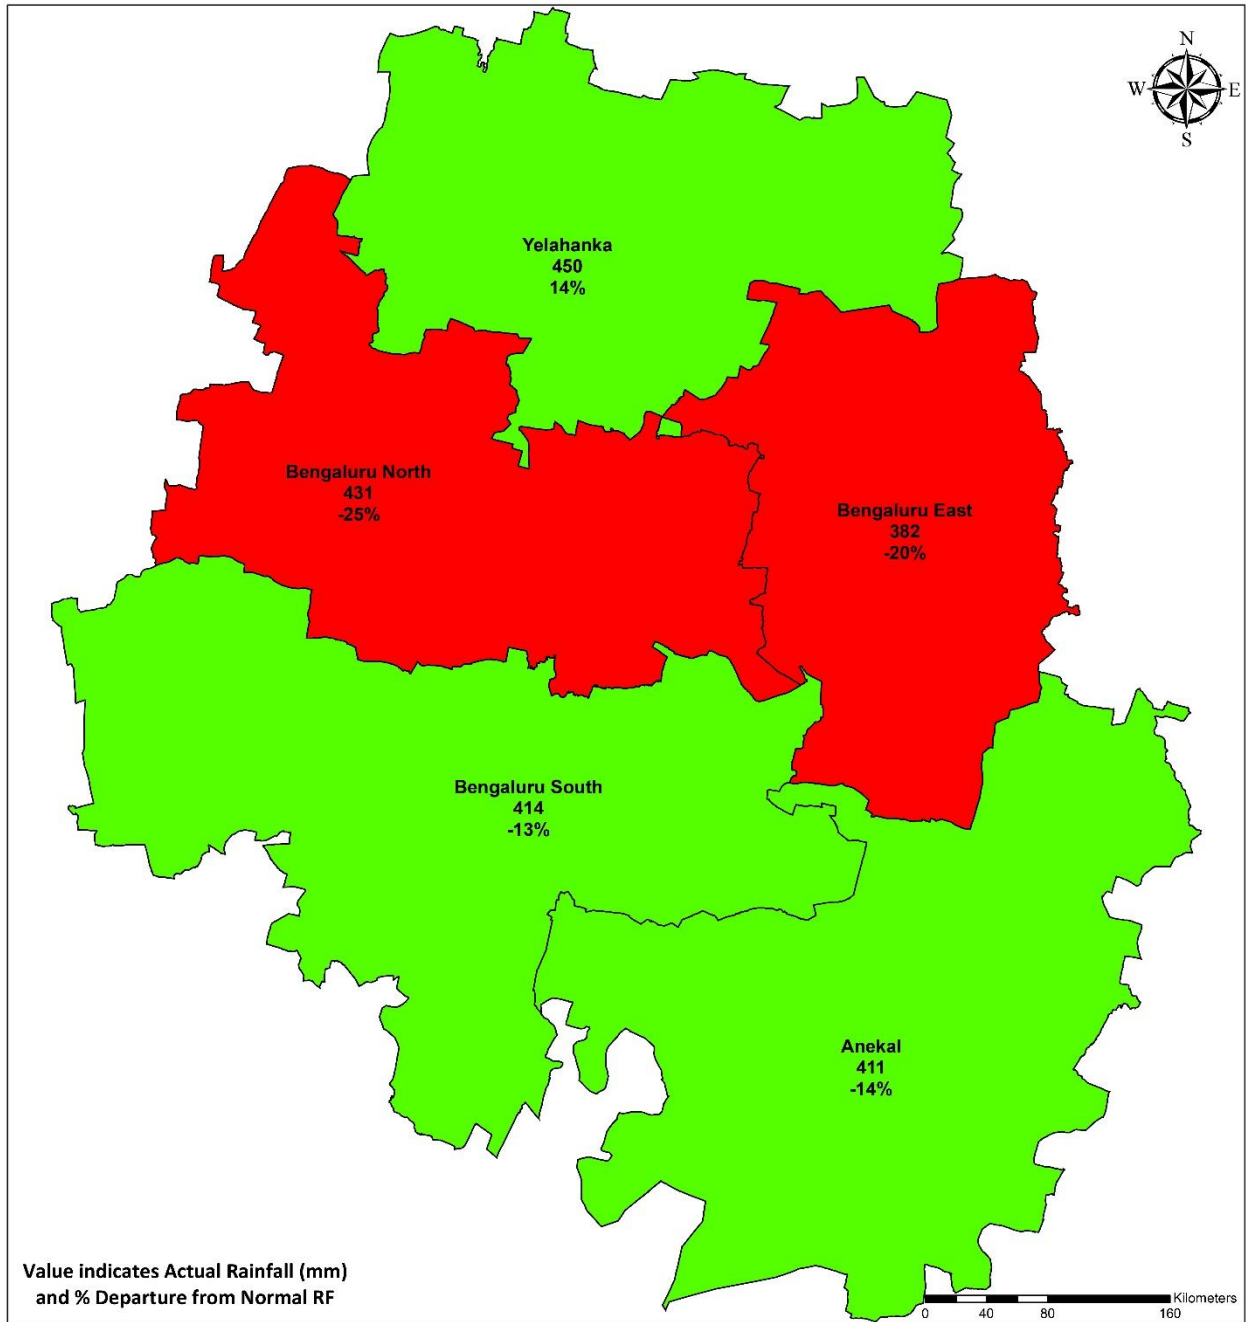 N
W E
S
Yelahanka
450
14%
Bengaluru North
431
-25%
Bengaluru East
382
-20%
Bengaluru South
414
-13%
Anekal
411
-14%
Value indicates Actual Rainfall (mm)
and % Departure from Normal RF
Kilometers
0 40 80 160